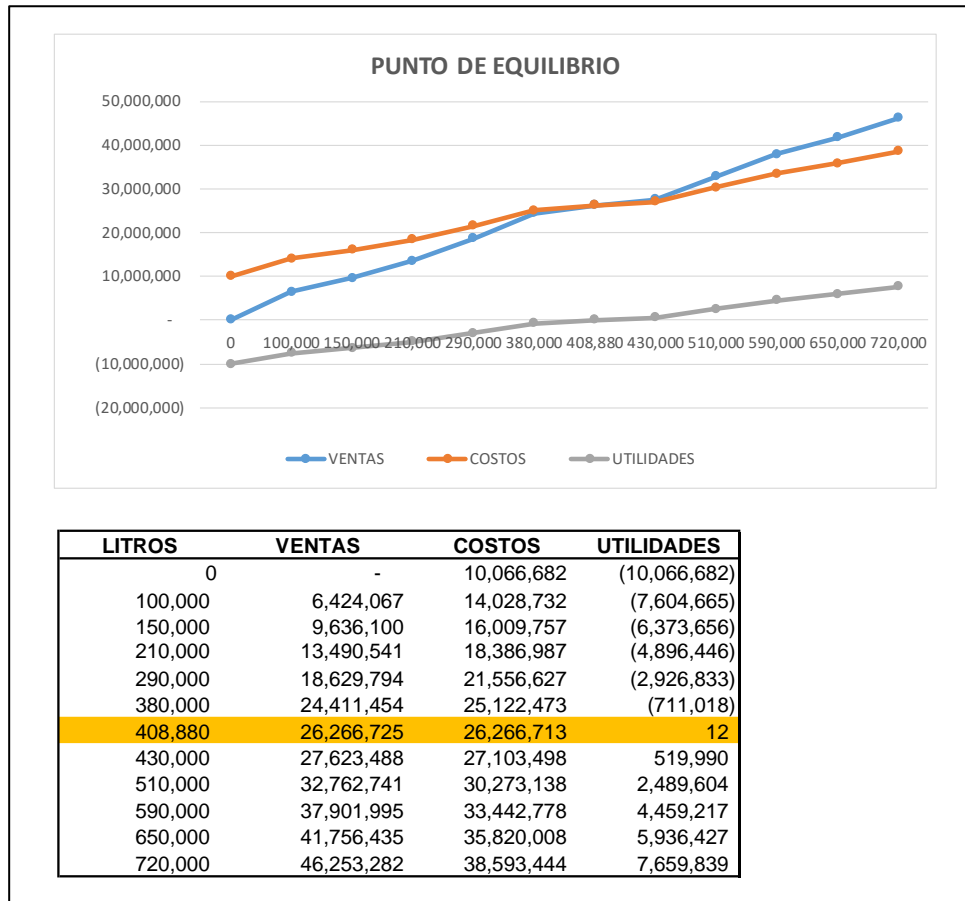 PUNTO DE EQUILIBRIO
50,000,000
40,000,000
30,000,000
20,000,000
10,000,000
-
0 100,000 150,000 210,000 290,000 380,000 408,880 430,000 510,000 590,000 650,000 720,000
(10,000,000)
(20,000,000)
VENTAS COSTOS UTILIDADES
LITROS VENTAS COSTOS UTILIDADES
0 - 10,066,682 (10,066,682)
100,000 6,424,067 14,028,732 (7,604,665)
150,000 9,636,100 16,009,757 (6,373,656)
210,000 13,490,541 18,386,987 (4,896,446)
290,000 18,629,794 21,556,627 (2,926,833)
380,000 24,411,454 25,122,473 (711,018)
408,880 26,266,725 26,266,713 12
430,000 27,623,488 27,103,498 519,990
510,000 32,762,741 30,273,138 2,489,604
590,000 37,901,995 33,442,778 4,459,217
650,000 41,756,435 35,820,008 5,936,427
720,000 46,253,282 38,593,444 7,659,839